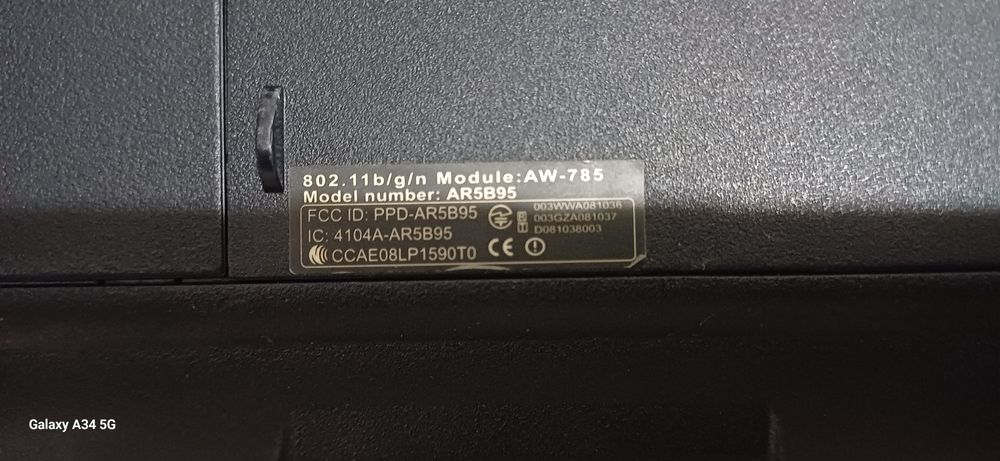 802.11b/g/n Module:AW-785
Model number: AR5B95
FCC ID: PPD-AR5B95
IC: 4104A-AR5B95
CCAE08LP1590T0
003WWA081036
003GZA081037
D081038003
CE
Galaxy A34 5G